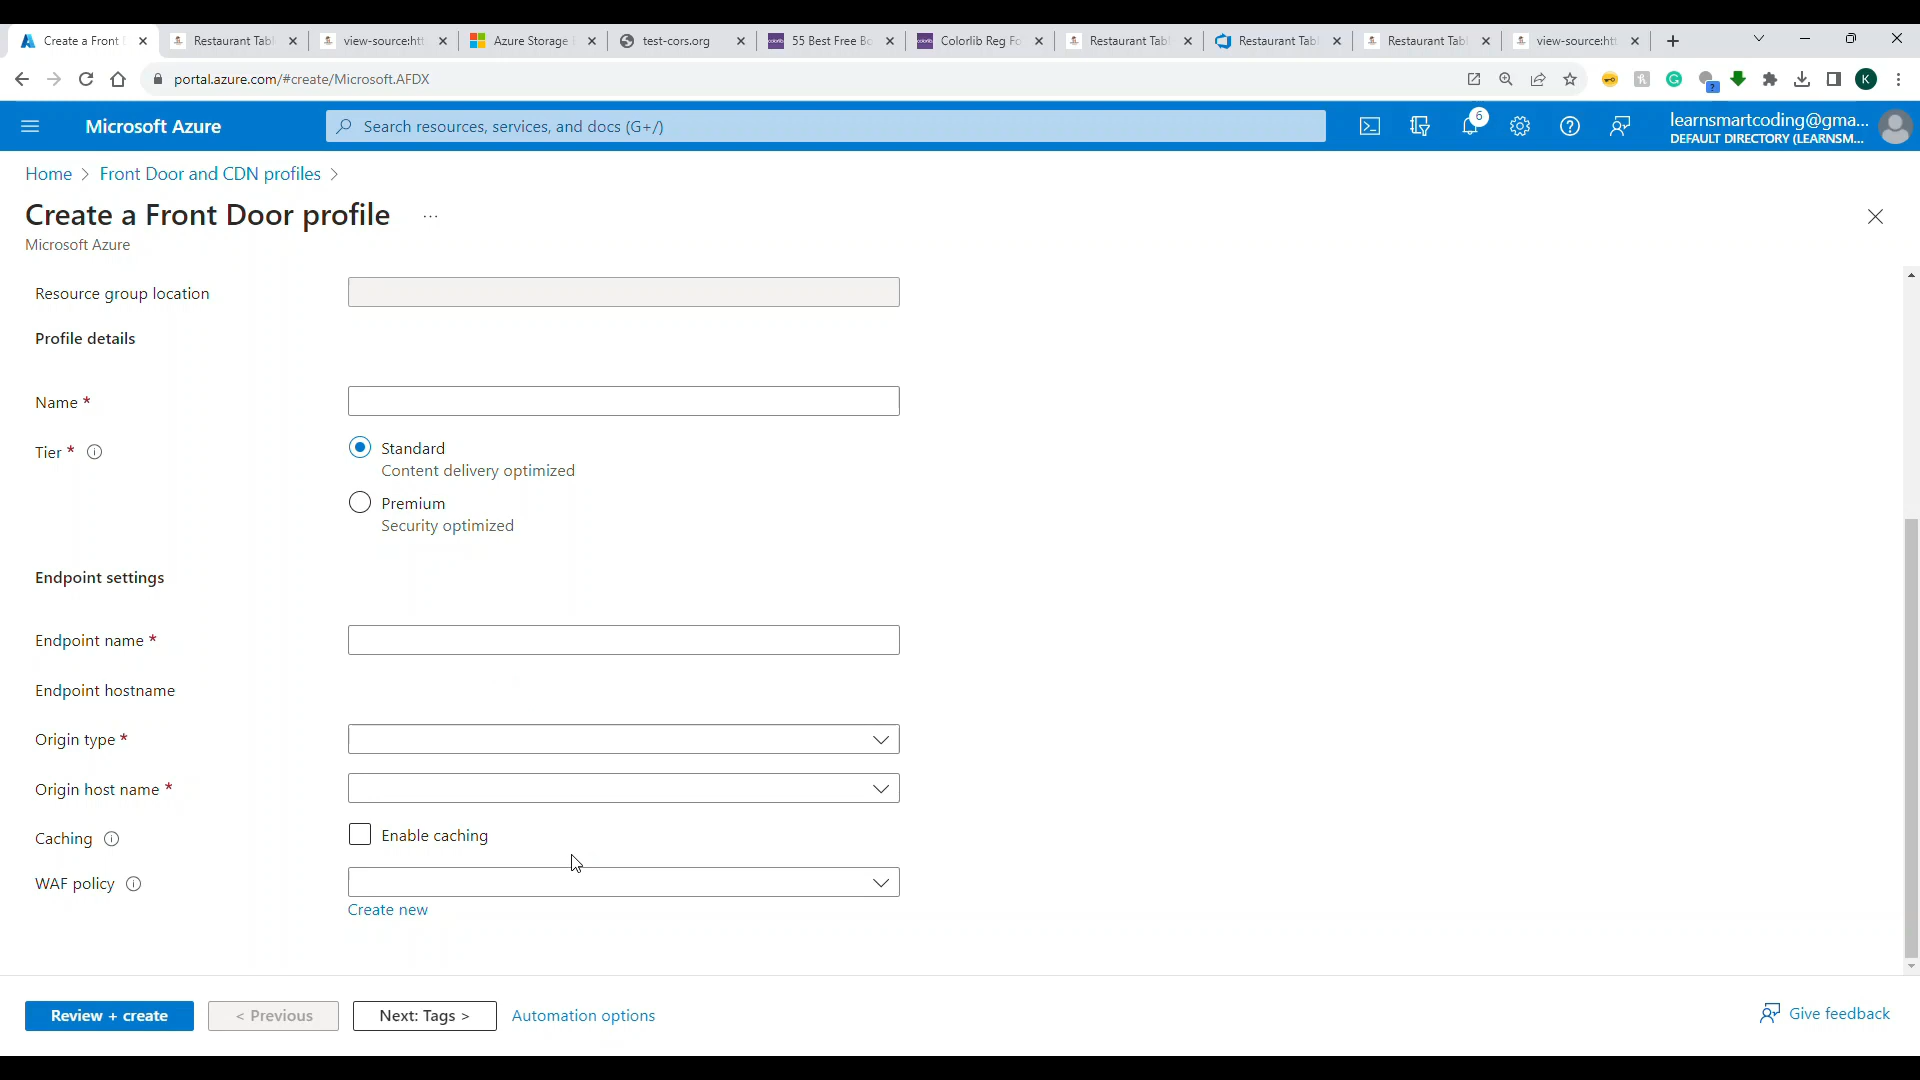 Create a Front
Restaurant Tab
view-source:htt
Azure Storage
test-cors.org
55 Best Free Bo
Colorlib Reg Fo
Restaurant Tab
Restaurant Tab
Restaurant Tab
view-source:htt
portal.azure.com/#create/Microsoft.AFDX
K
Microsoft Azure
Search resources, services, and docs (G+/)
6
learnsmartcoding@gma...
DEFAULT DIRECTORY (LEARNSM...
Home > Front Door and CDN profiles >
Create a Front Door profile ...
Microsoft Azure
Resource group location
Profile details
Name *
Tier *
Standard
Content delivery optimized
Premium
Security optimized
Endpoint settings
Endpoint name *
Endpoint hostname
Origin type *
Origin host name *
Caching
Enable caching
WAF policy
Create new
Review + create
< Previous
Next: Tags >
Automation options
Give feedback